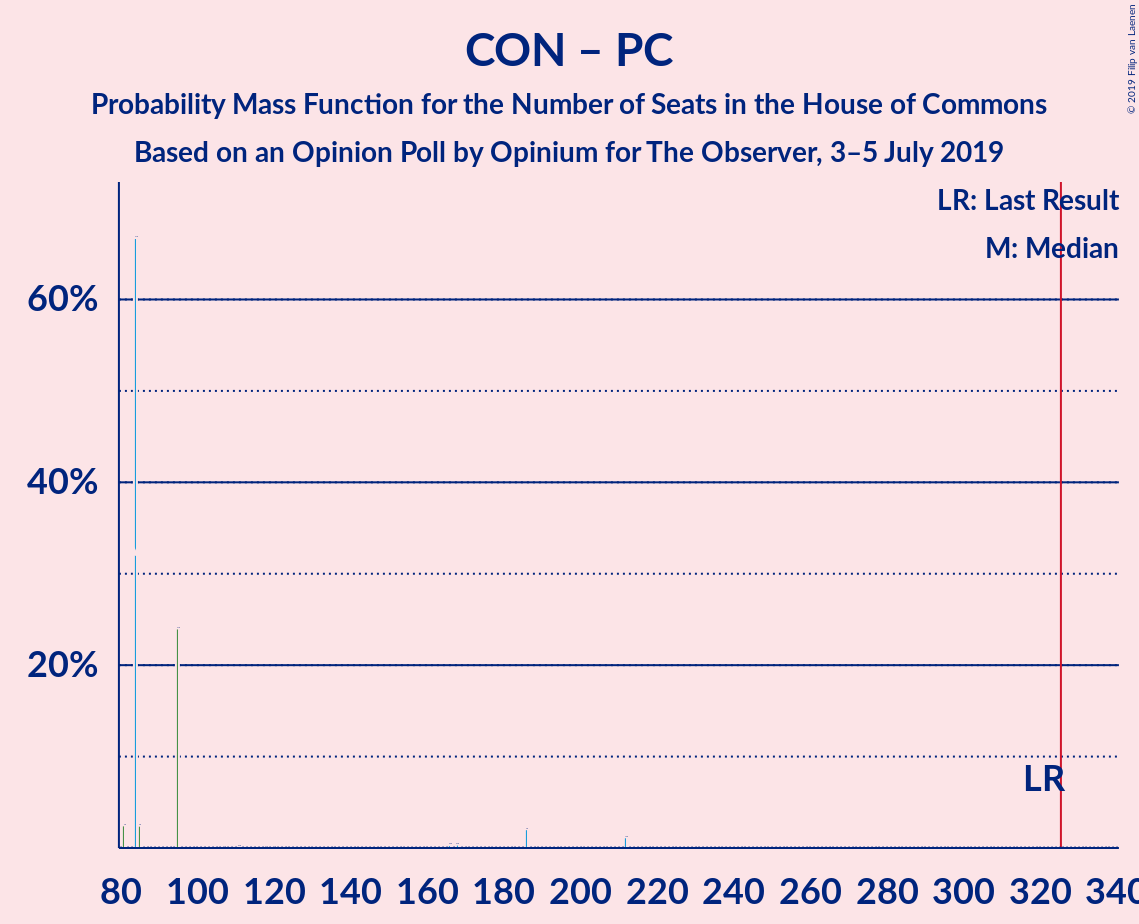 CON – PC
Probability Mass Function for the Number of Seats in the House of Commons
Based on an Opinion Poll by Opinium for The Observer, 3–5 July 2019
© 2019 Filip van Laenen
LR: Last Result
M: Median
60%
40%
20%
LR
80 100 120 140 160 180 200 220 240 260 280 300 320 340